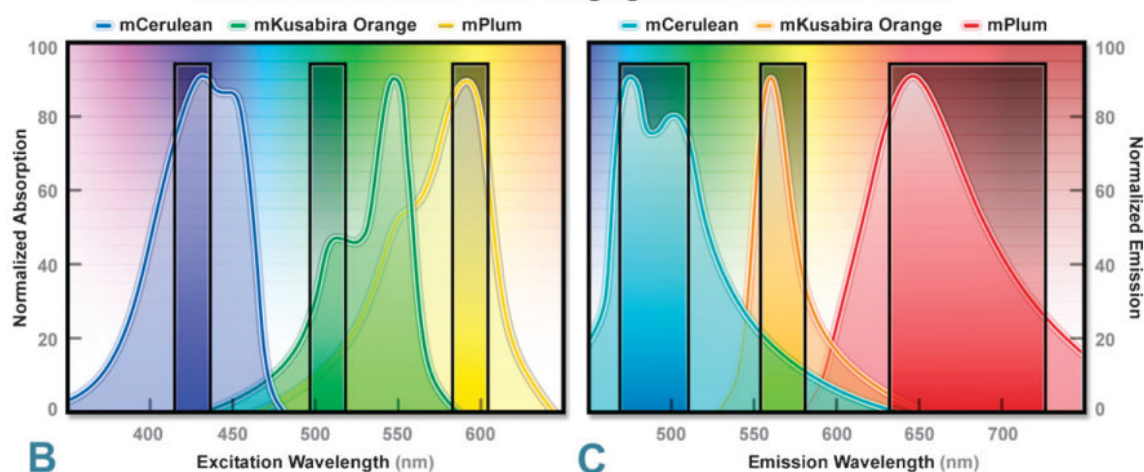 mCerulean mKusabira Orange mPlum
mCerulean mKusabira Orange mPlum
Normalized Absorption
100
80
60
40
20
0
400 450 500 550 600
B
Excitation Wavelength (nm)
500 550 600 650 700
C
Emission Wavelength (nm)
100
80
60
40
20
0
Normalized Emission